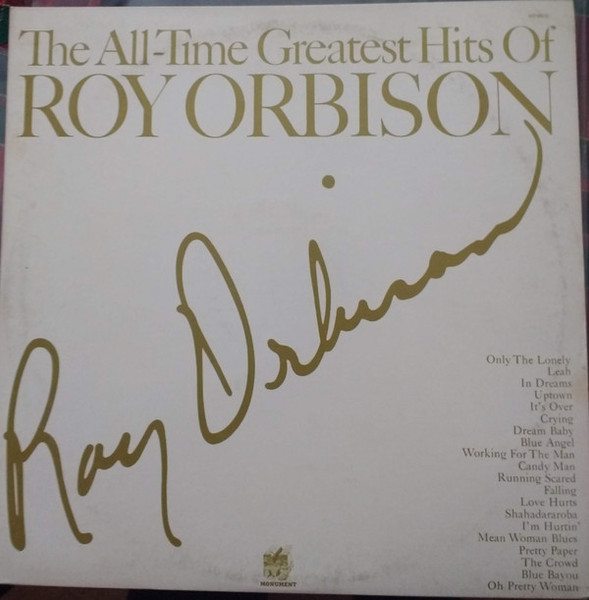 The All-Time Greatest Hits Of
ROY ORBISON
Roy Orbison
Only The Lonely
Leah
In Dreams
Uptown
It's Over
Crying
Dream Baby
Blue Angel
Working For The Man
Candy Man
Running Scared
Falling
Love Hurts
Shahadararoba
I'm Hurtin'
Mean Woman Blues
Pretty Paper
The Crowd
Blue Bayou
Oh Pretty Woman
MONUMENT